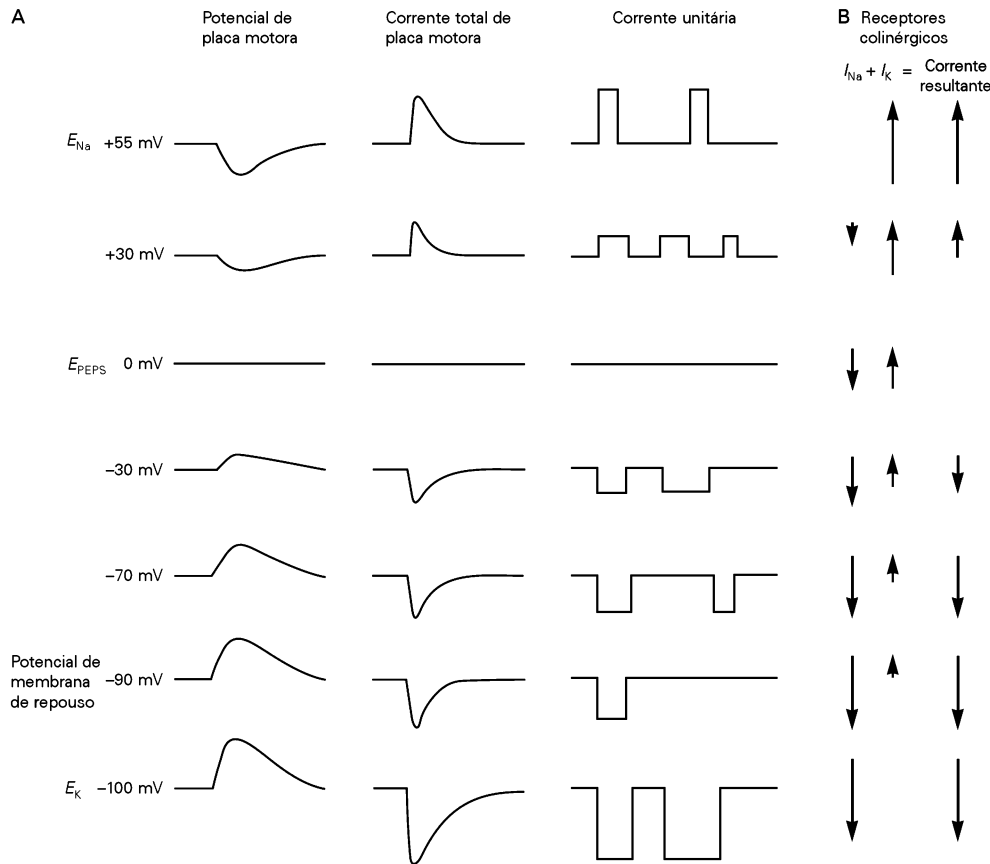 A
Potencial de
placa motora
Corrente total de
placa motora
Corrente unitária
B Receptores
colinérgicos
I_Na + I_K = Corrente
resultante
E_Na +55 mV
+30 mV
E_PEPS 0 mV
–30 mV
–70 mV
Potencial de
membrana
de repouso
–90 mV
E_K –100 mV